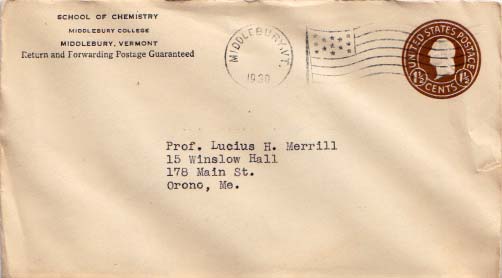 SCHOOL OF CHEMISTRY
MIDDLEBURY COLLEGE
MIDDLEBURY, VERMONT
Return and Forwarding Postage Guaranteed
MIDDLEBURY, VT.
1930
UNITED STATES POSTAGE
1½ CENTS 1½
Prof. Lucius H. Merrill
15 Winslow Hall
178 Main St.
Orono, Me.